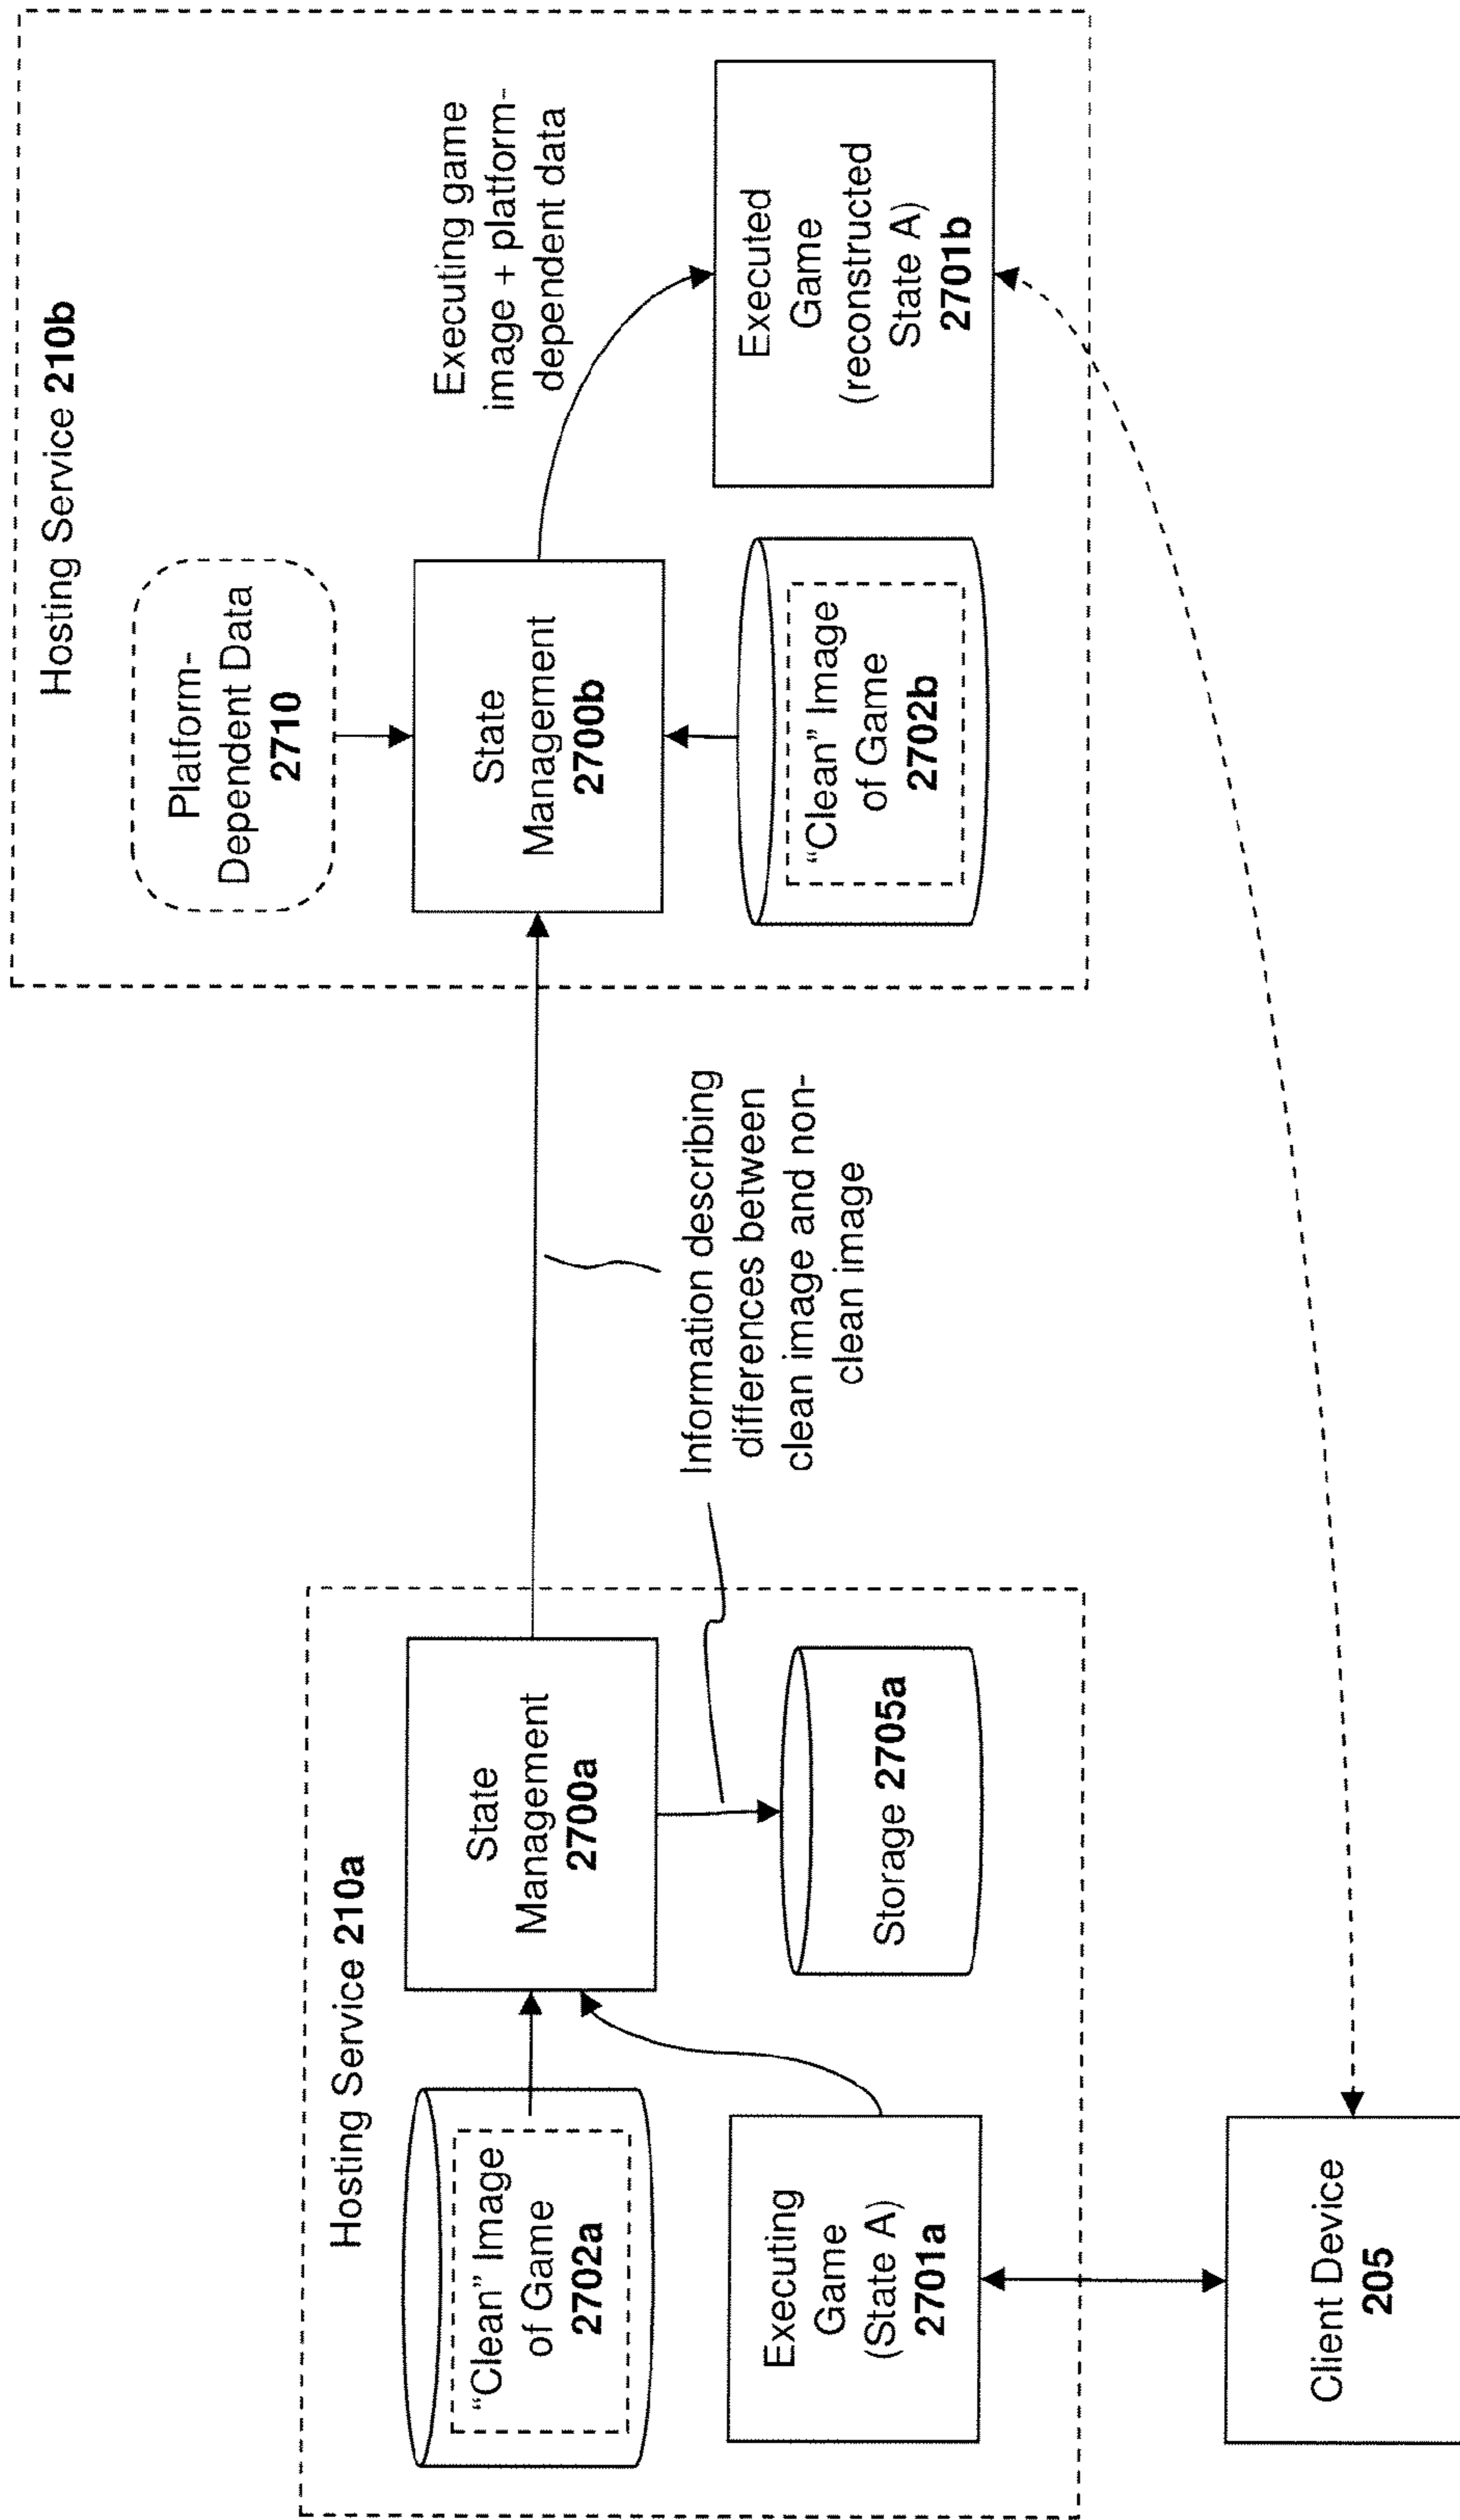 Hosting Service 210a
"Clean" Image
of Game
2702a
State
Management
2700a
Executing
Game
(State A)
2701a
Storage 2705a
Client Device
205
Information describing
differences between
clean image and non-
clean image
Hosting Service 210b
Platform-
Dependent Data
2710
State
Management
2700b
"Clean" Image
of Game
2702b
Executing game
image + platform-
dependent data
Executed
Game
(reconstructed
State A)
2701b